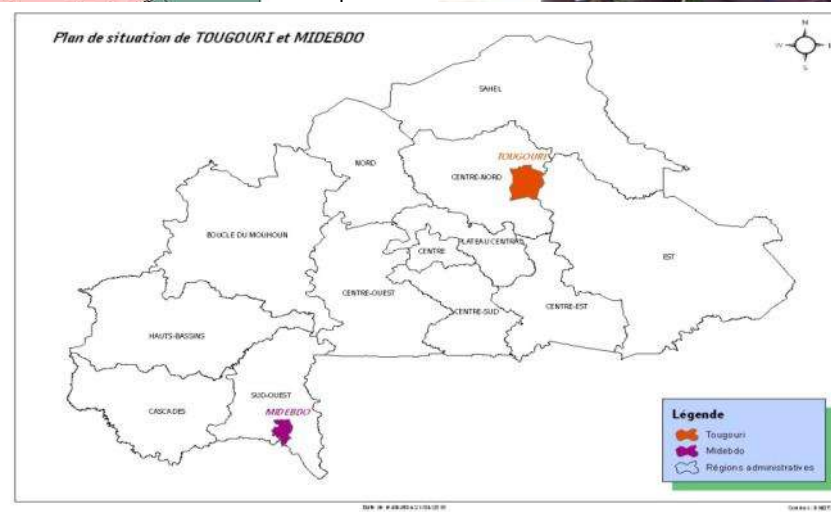 Plan de situation de TOUGOURI et MIDEBDO
N
W
S
SAHEL
NORD
TOUGOURI
CENTRE-NORD
BOUCLE DU MOUHOUN
PLATEAU CENTRAL
CENTRE
EST
CENTRE-OUEST
CENTRE-SUD
CENTRE-EST
HAUTS-BASSINS
SUD-OUEST
CASCADES
MIDEBDO
Légende
Tougouri
Midebdo
Régions administratives